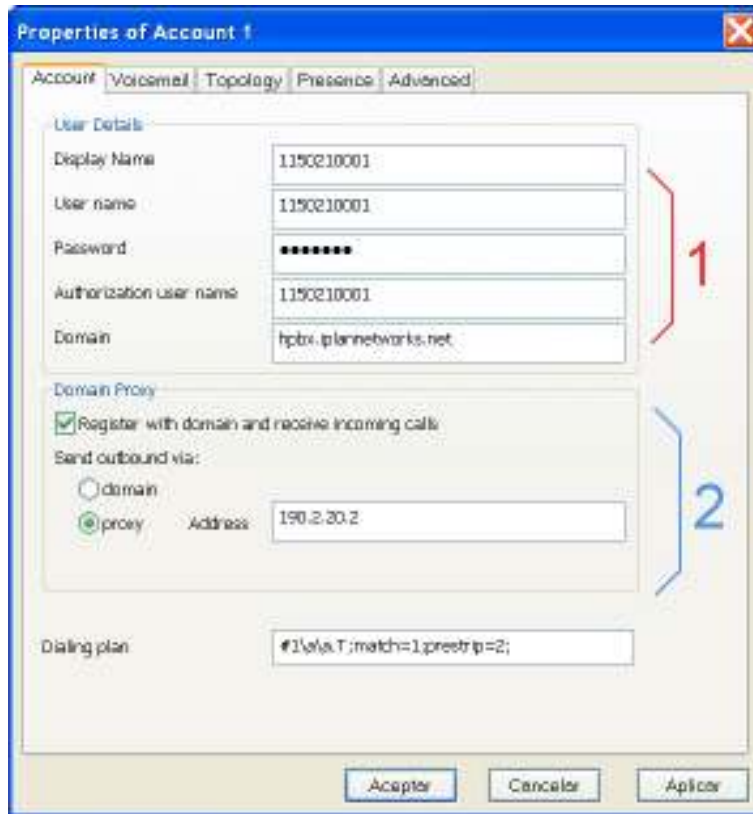 Properties of Account 1
Account Voicemail Topology Presence Advanced
User Details
Display Name 1150210001
User name 1150210001
Password •••••••
Authorization user name 1150210001
Domain hpbx.iplannetworks.net
1
Domain Proxy
Register with domain and receive incoming calls
Send outbound via:
domain
proxy Address 190.2.20.2
2
Dialing plan #1\a\a.T;match=1;prestrip=2;
Aceptar Cancelar Aplicar